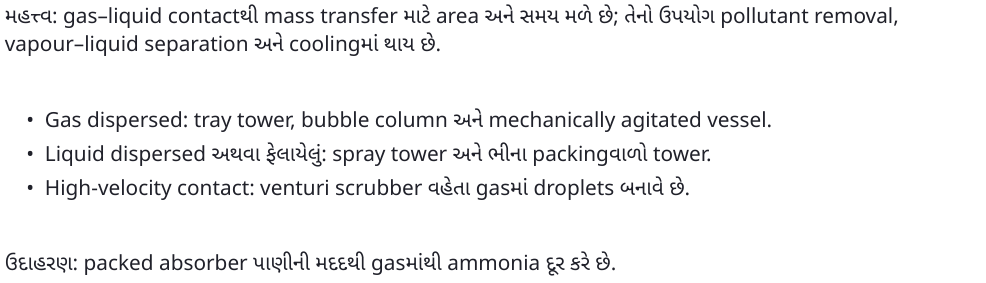 મહત્ત્વ: gas–liquid contactથી mass transfer માટે area અને સમય મળે છે; તેનો ઉપયોગ pollutant removal,
vapour–liquid separation અને coolingમાં થાય છે.
• Gas dispersed: tray tower, bubble column અને mechanically agitated vessel.
• Liquid dispersed અથવા ફેલાયેલું: spray tower અને ભીના packingવાળો tower.
• High-velocity contact: venturi scrubber વહેતા gasમાં droplets બનાવે છે.
ઉદાહરણ: packed absorber પાણીની મદદથી gasમાંથી ammonia દૂર કરે છે.